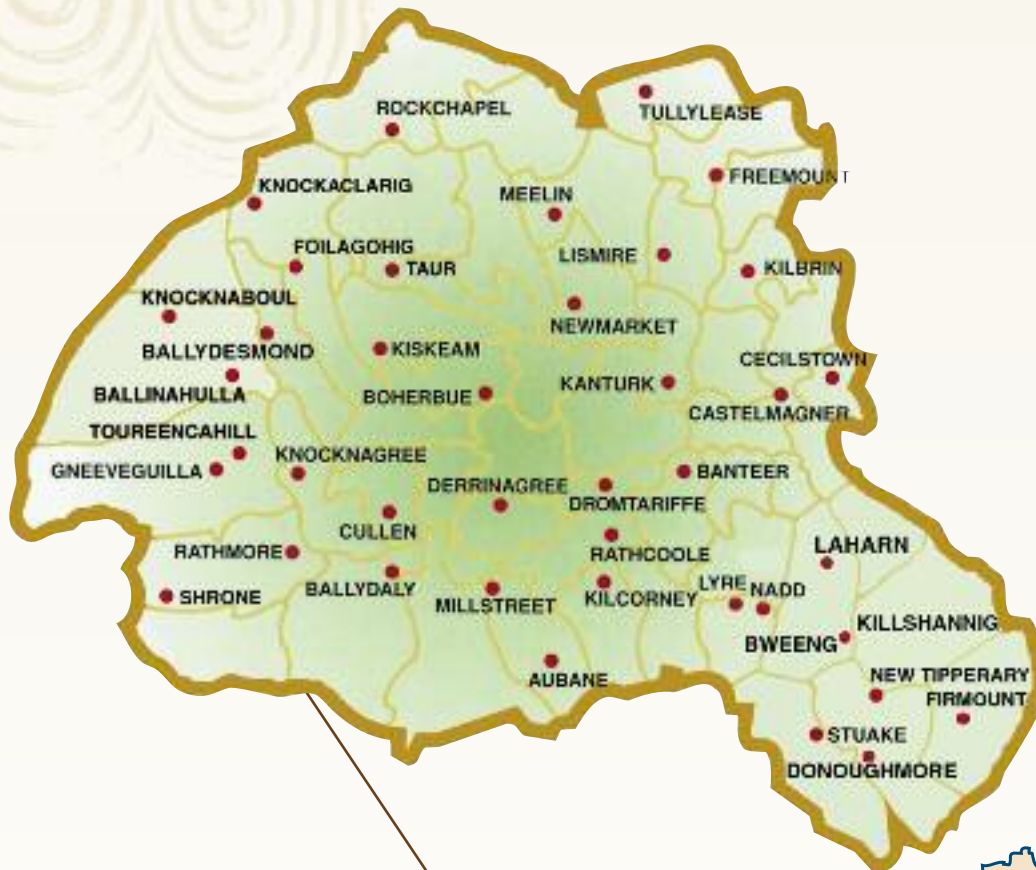 ROCKCHAPEL
TULLYLEASE
FREEMOUNT
KNOCKACLARIG
MEELIN
FOILAGOHIG
TAUR
LISMIRE
KILBRIN
KNOCKNABOUL
NEWMARKET
BALLYDESMOND
KISKEAM
CECILSTOWN
BALLINAHULLA
BOHERBUE
KANTURK
CASTELMAGNER
TOUREENCAHILL
GNEEVEGUILLA
KNOCKNAGREE
BANTEER
DERRINAGREE
DROMTARIFFE
CULLEN
RATHMORE
RATHCOOLE
LAHARN
SHRONE
BALLYDALY
MILLSTREET
KILCORNEY
LYRE
NADD
KILLSHANNIG
BWEENG
AUBANE
NEW TIPPERARY
FIRMOUNT
STUAKE
DONOUGHMORE